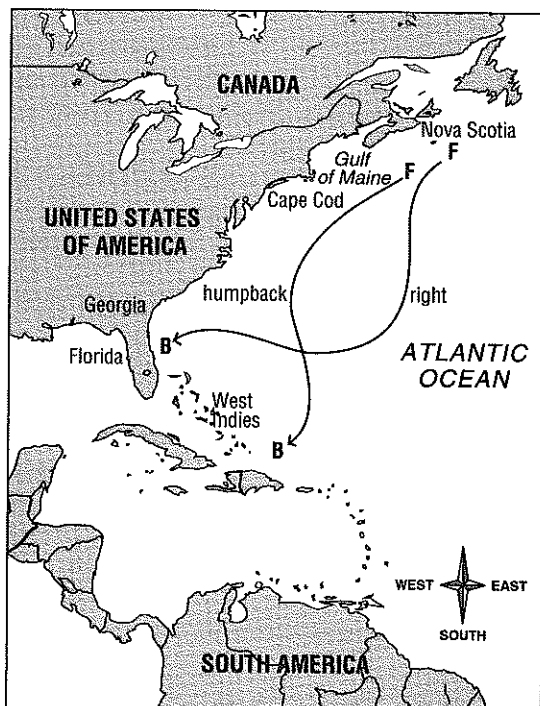 CANADA
Nova Scotia
F
Gulf
of Maine
F
Cape Cod
UNITED STATES
OF AMERICA
humpback
right
Georgia
B
Florida
ATLANTIC
OCEAN
West
Indies
B
WEST
EAST
SOUTH
SOUTH AMERICA